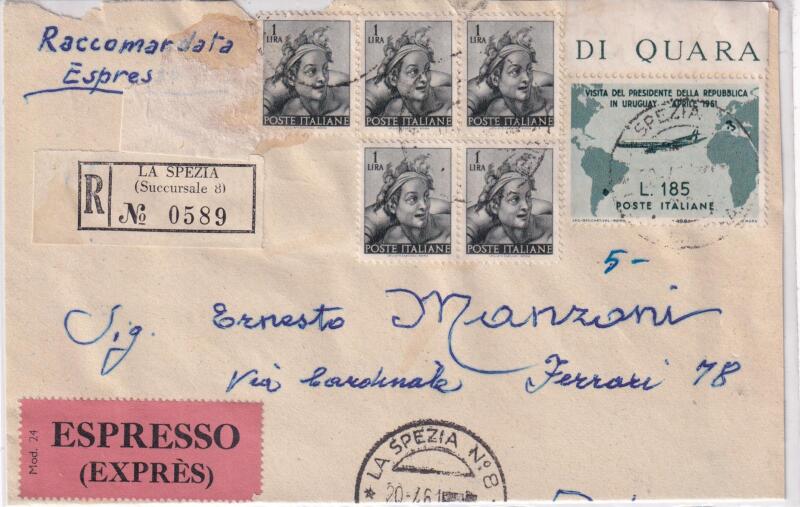 Raccomandata
Espres
1
LIRA
POSTE ITALIANE
1
LIRA
POSTE ITALIANE
1
LIRA
POSTE ITALIANE
DI QUARA
VISITA DEL PRESIDENTE DELLA REPUBBLICA
IN URUGUAY - APRILE 1961
L. 185
POSTE ITALIANE
SPEZIA
R
LA SPEZIA
(Succursale 8)
№ 0589
1
LIRA
POSTE ITALIANE
1
LIRA
POSTE ITALIANE
5-
Sig. Ernesto Manzoni
Via Cardinale Ferrari 78
Mod. 24
ESPRESSO
(EXPRÈS)
LA SPEZIA N.º 8